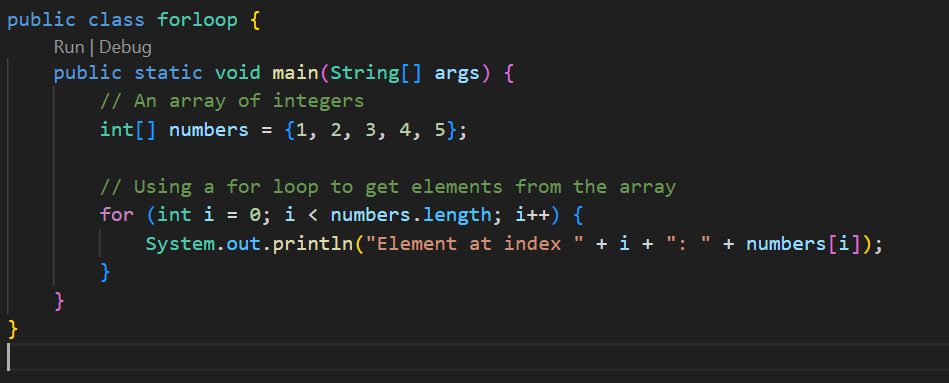 public class forloop {
Run | Debug
public static void main(String[] args) {
// An array of integers
int[] numbers = {1, 2, 3, 4, 5};
// Using a for loop to get elements from the array
for (int i = 0; i < numbers.length; i++) {
System.out.println("Element at index " + i + ": " + numbers[i]);
}
}
}